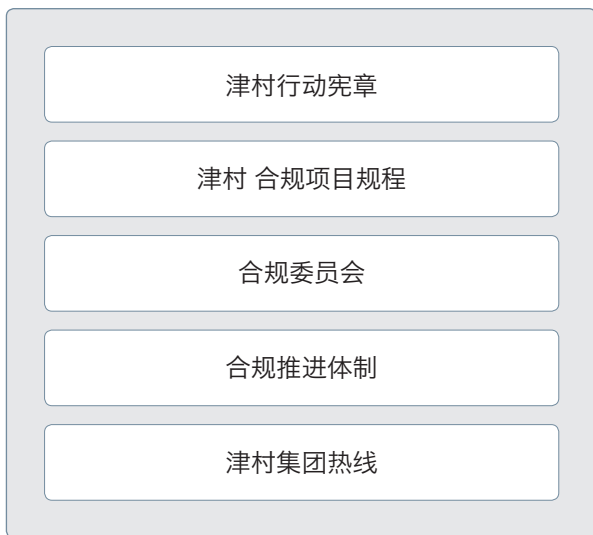 津村行动宪章
津村 合规项目规程
合规委员会
合规推进体制
津村集团热线